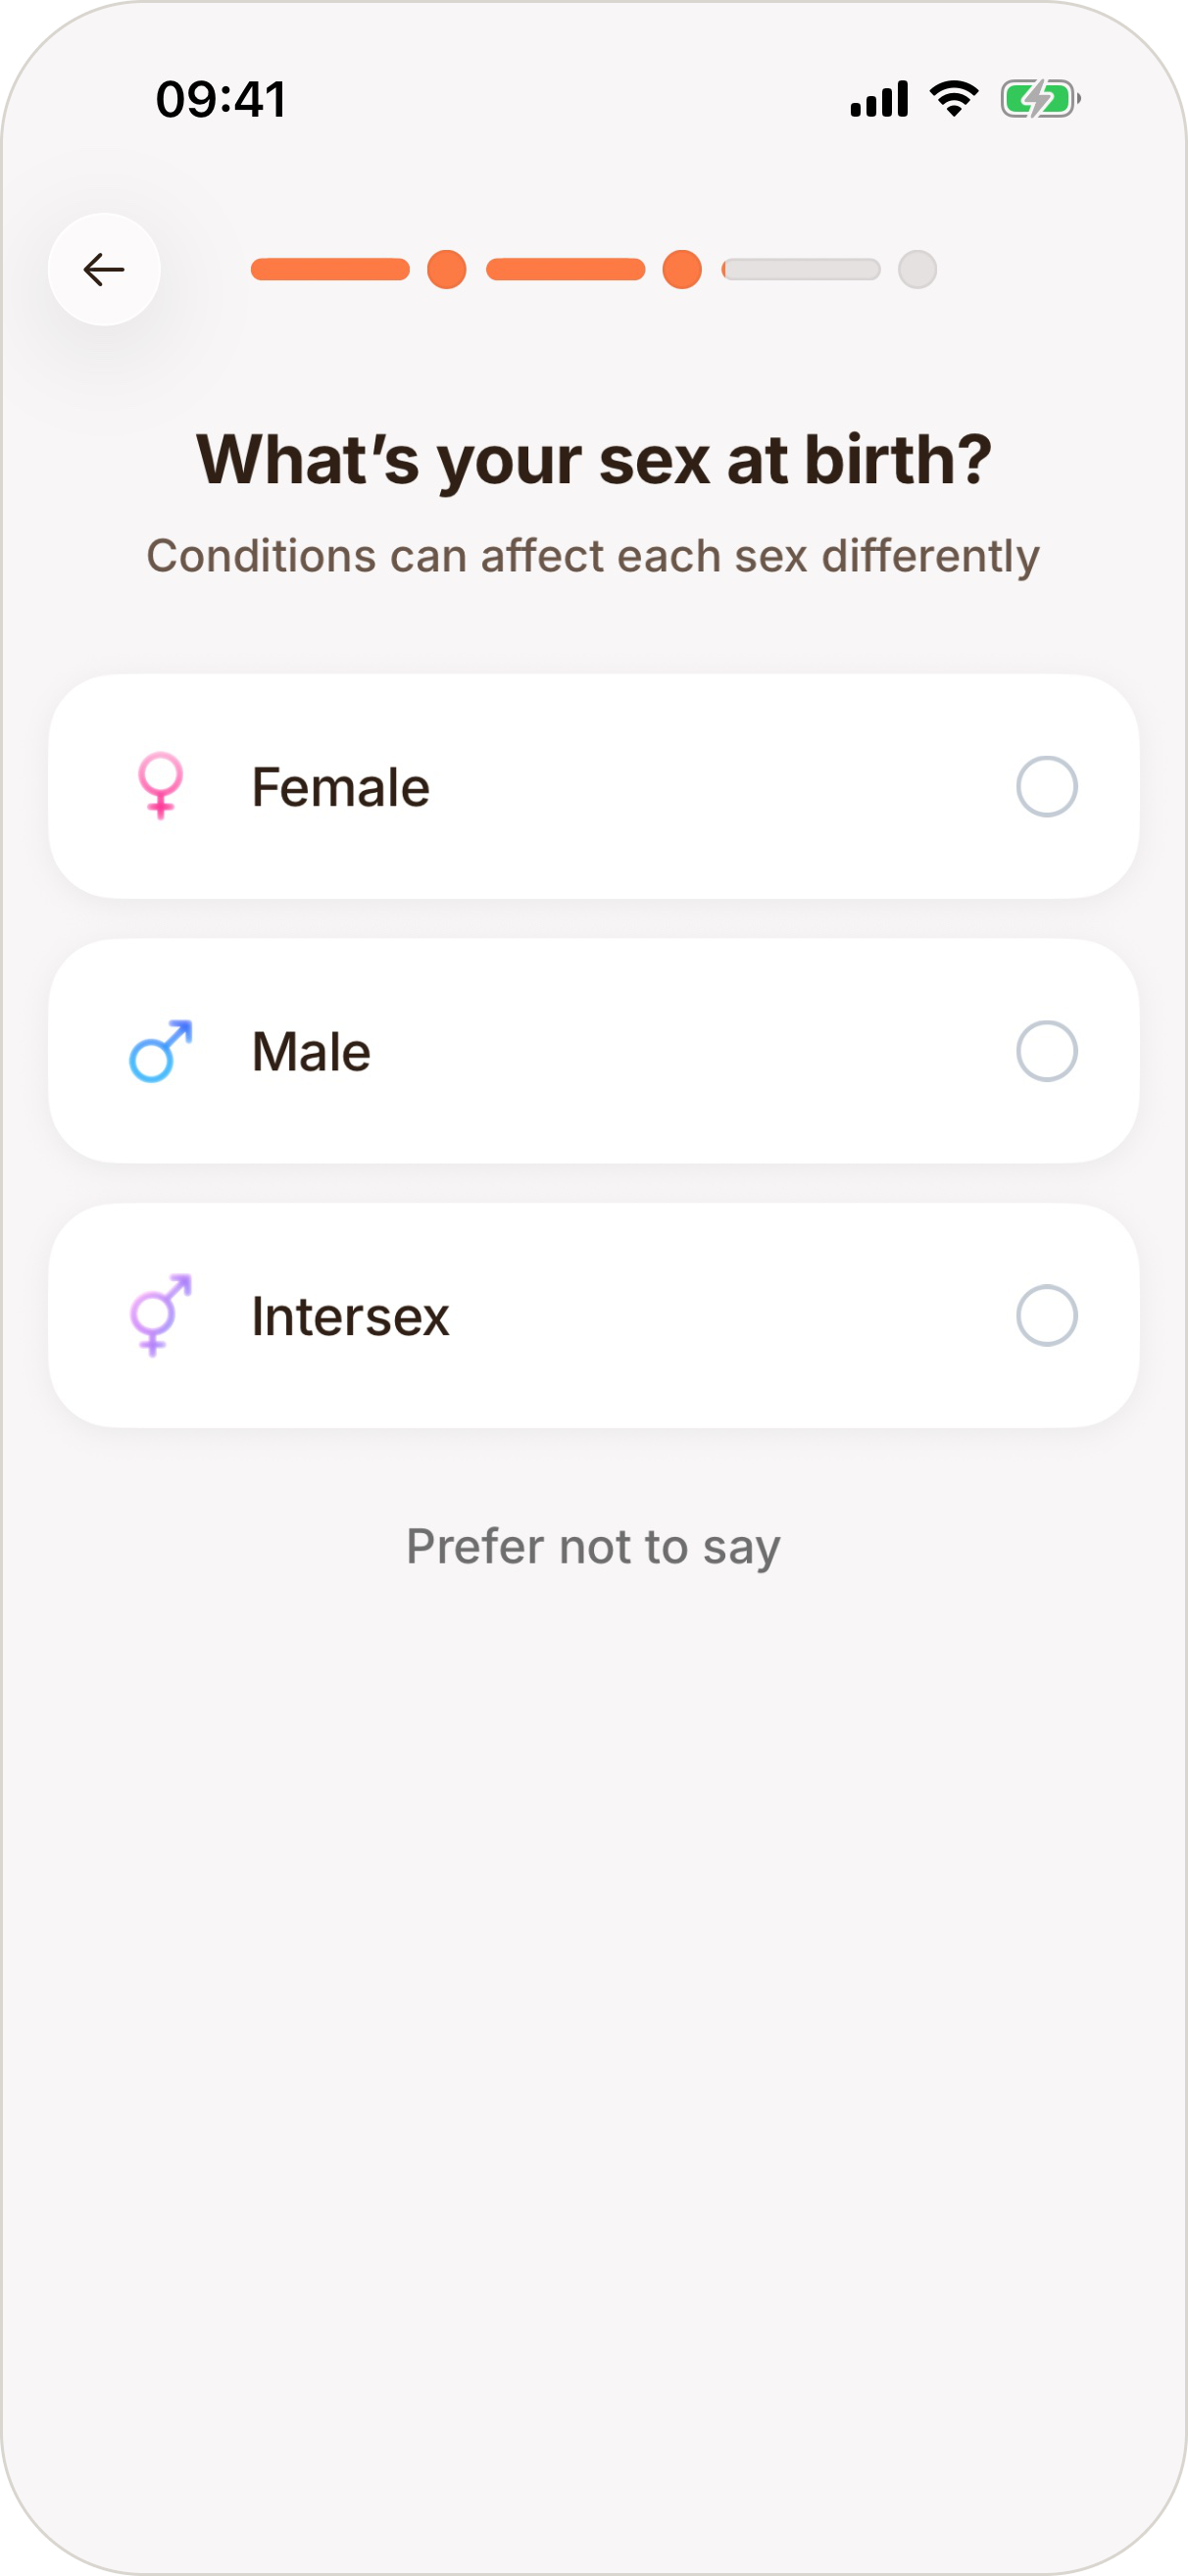 09:41
What’s your sex at birth?
Conditions can affect each sex differently
Female
Male
Intersex
Prefer not to say